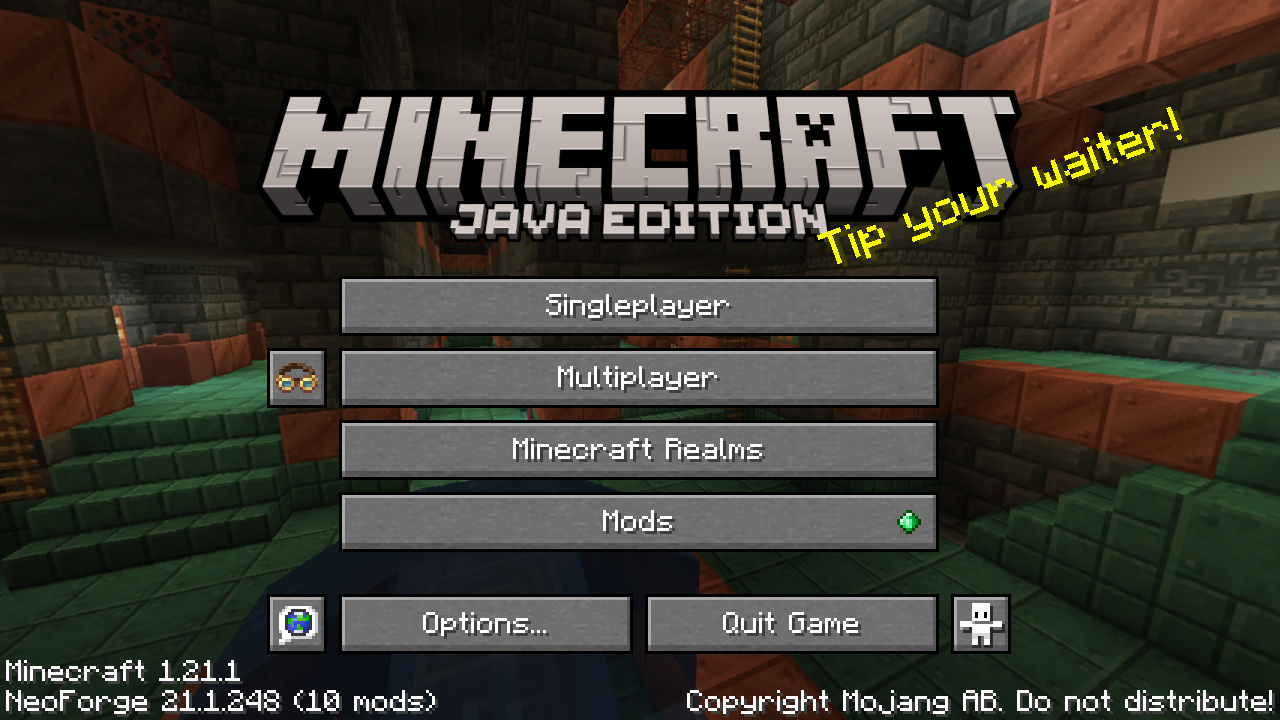 MINECRAFT
JAVA EDITION
Tip your waiter!
Singleplayer
Multiplayer
Minecraft Realms
Mods
Options...
Quit Game
Minecraft 1.21.1
NeoForge 21.1.248 (10 mods)
Copyright Mojang AB. Do not distribute!